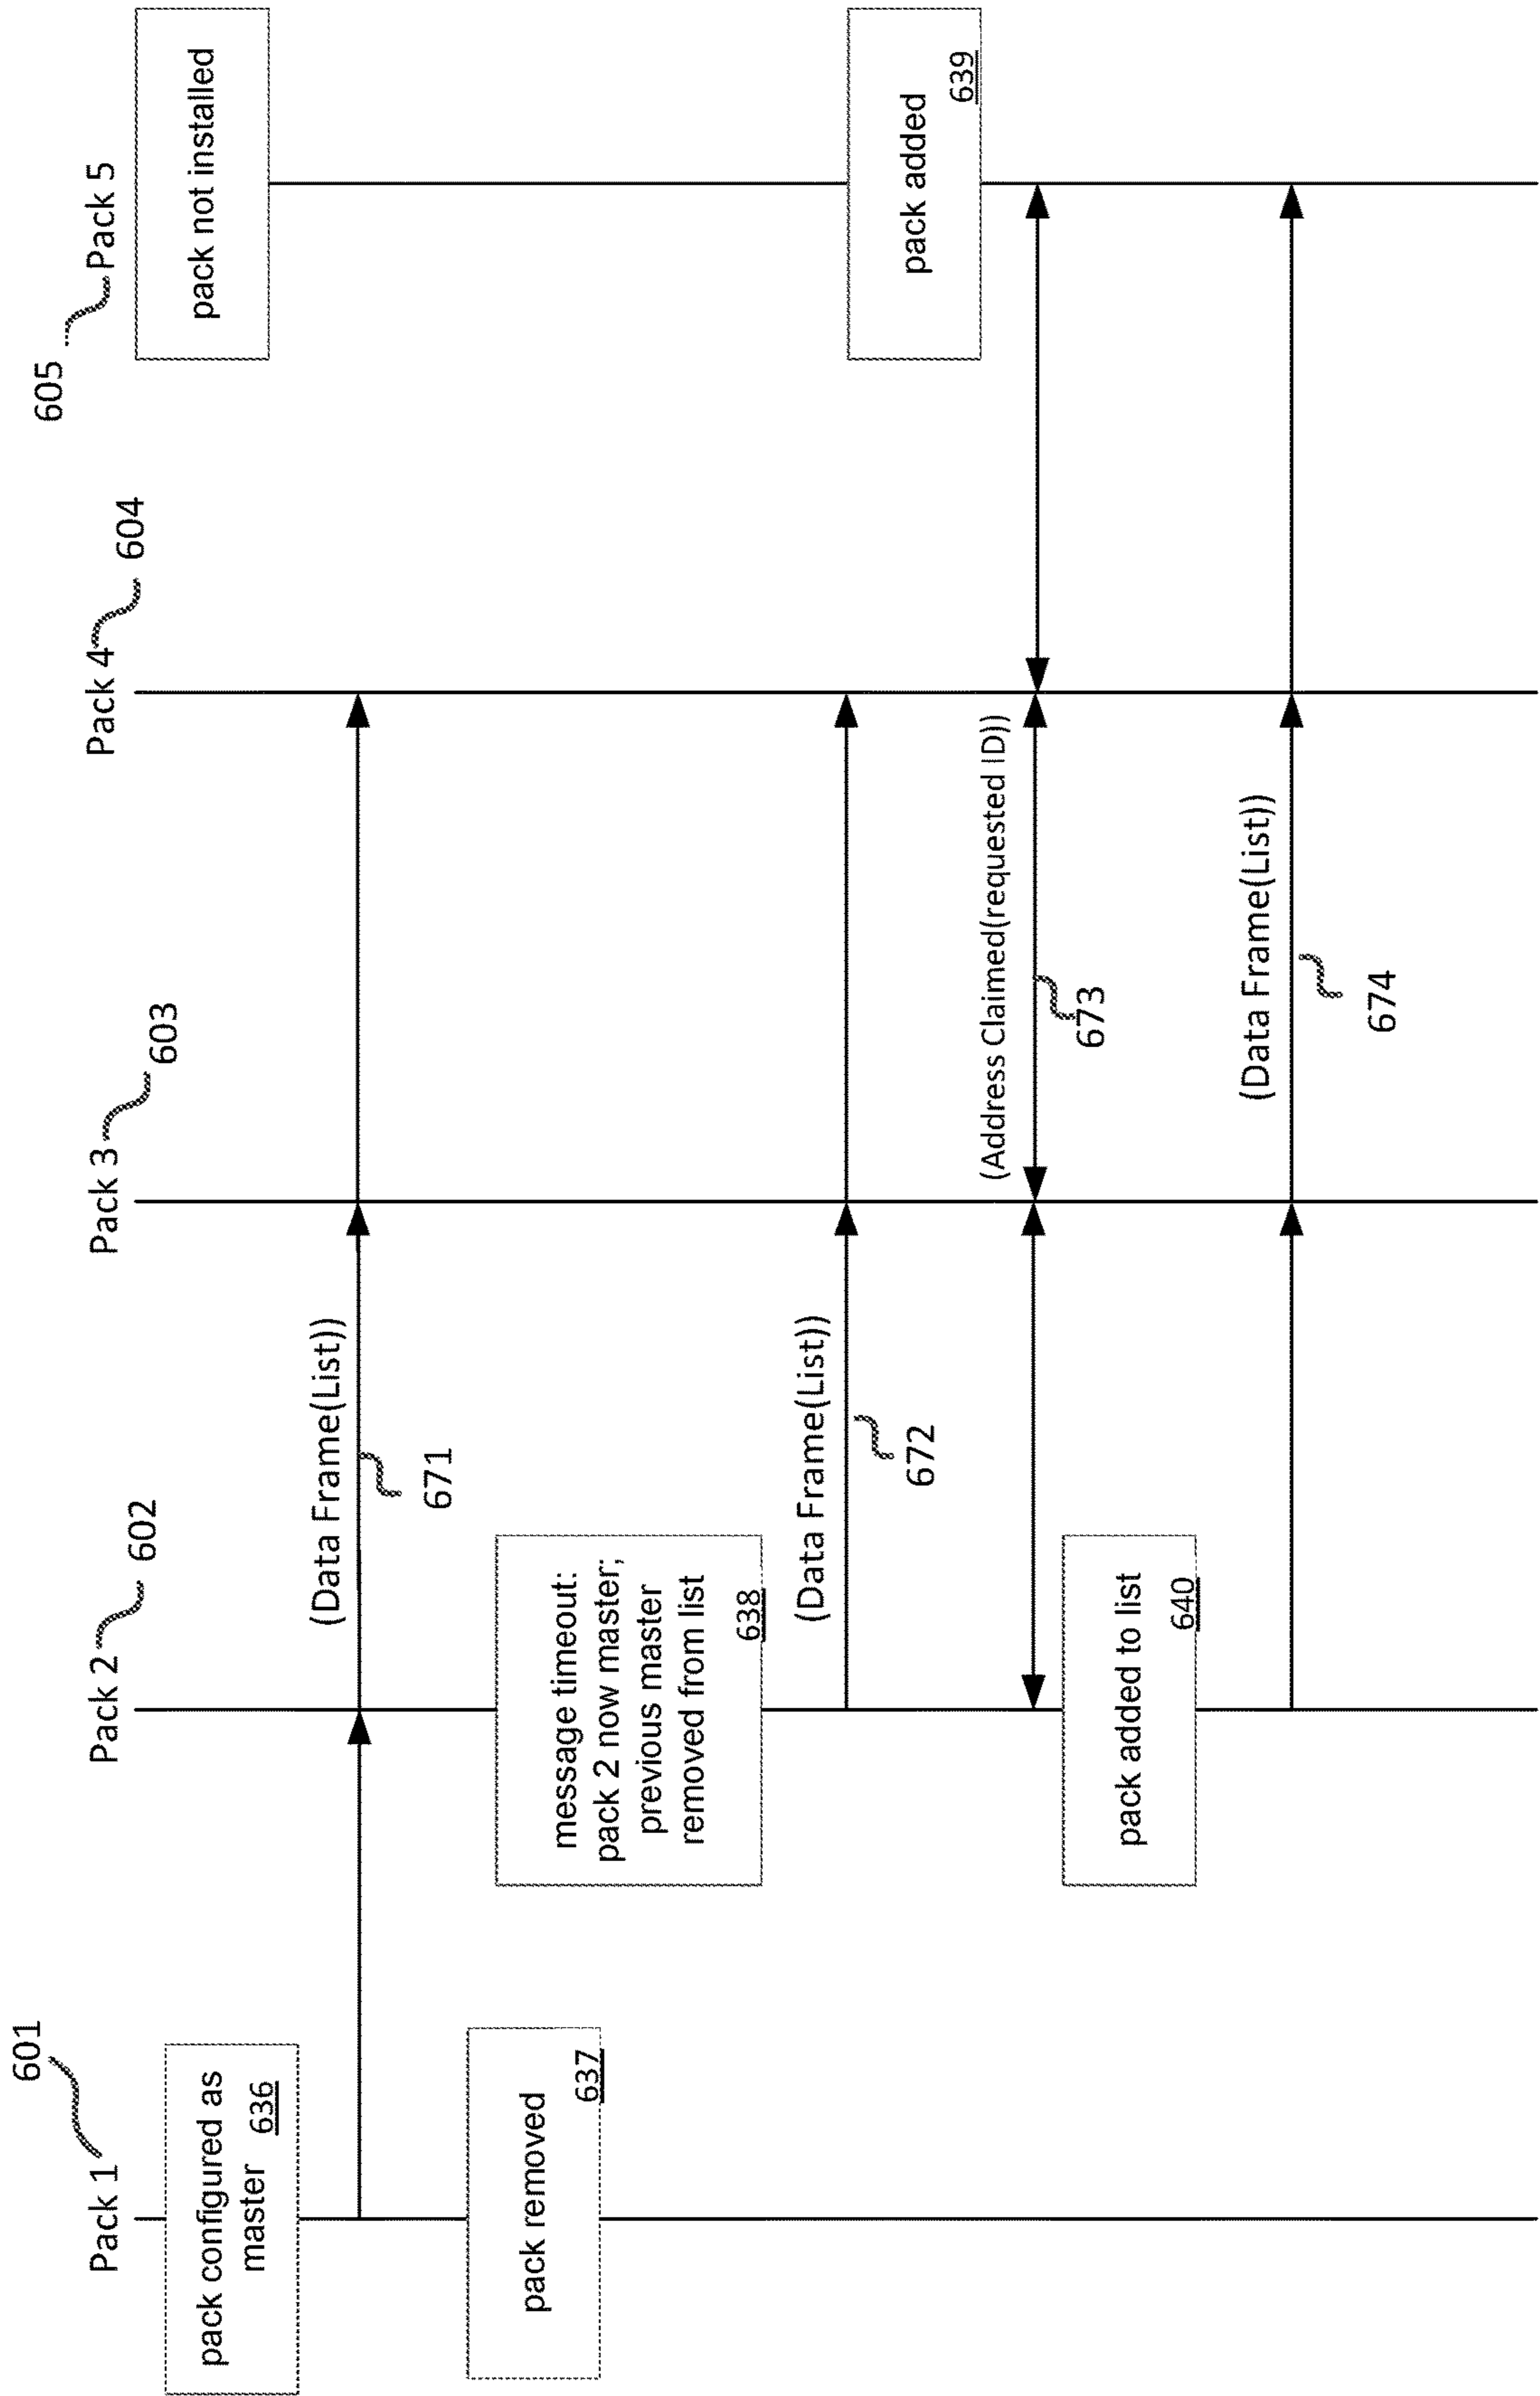 601
Pack 1
602
Pack 2
603
Pack 3
604
Pack 4
605
Pack 5
pack configured as
master 636
pack not installed
(Data Frame(List))
671
pack removed
637
message timeout:
pack 2 now master;
previous master
removed from list
638
(Data Frame(List))
672
pack added
639
(Address Claimed(requested ID))
673
pack added to list
640
(Data Frame(List))
674